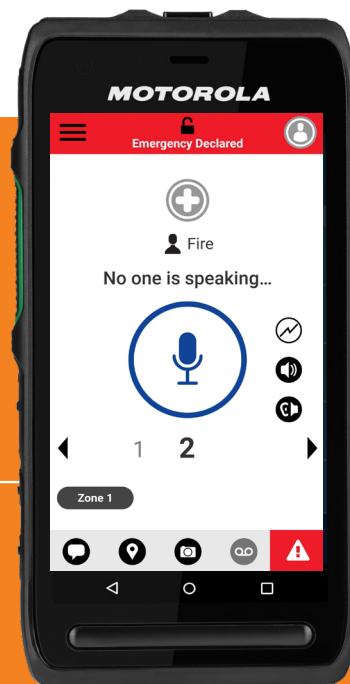 MOTOROLA
Emergency Declared
Fire
No one is speaking...
1 2
Zone 1